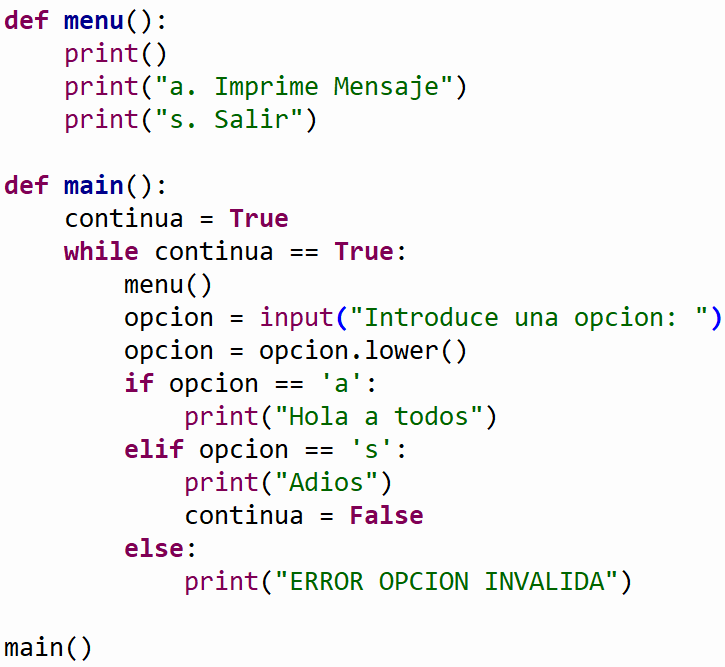 def menu():
    print()
    print("a. Imprime Mensaje")
    print("s. Salir")

def main():
    continua = True
    while continua == True:
        menu()
        opcion = input("Introduce una opcion: ")
        opcion = opcion.lower()
        if opcion == 'a':
            print("Hola a todos")
        elif opcion == 's':
            print("Adios")
            continua = False
        else:
            print("ERROR OPCION INVALIDA")

main()